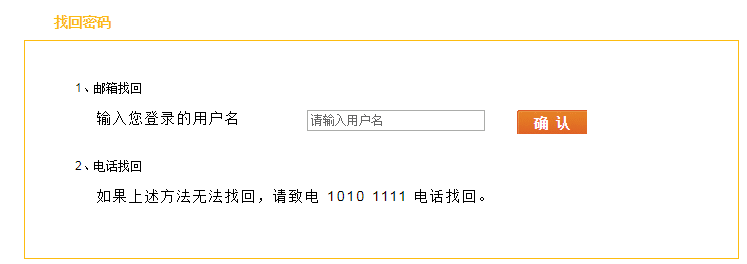 找回密码
1、邮箱找回
输入您登录的用户名 请输入用户名 确 认
2、电话找回
如果上述方法无法找回，请致电 1010 1111 电话找回。